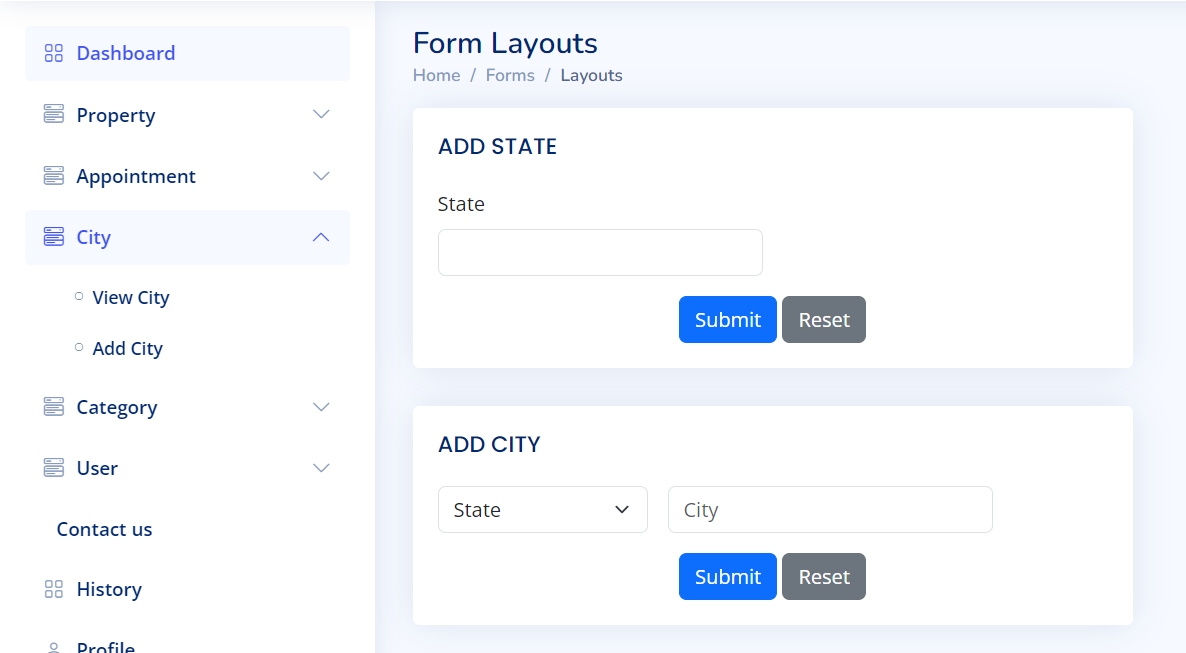 Dashboard
Property
Appointment
City
View City
Add City
Category
User
Contact us
History
Profile
Form Layouts
Home / Forms / Layouts
ADD STATE
State
Submit Reset
ADD CITY
State City
Submit Reset